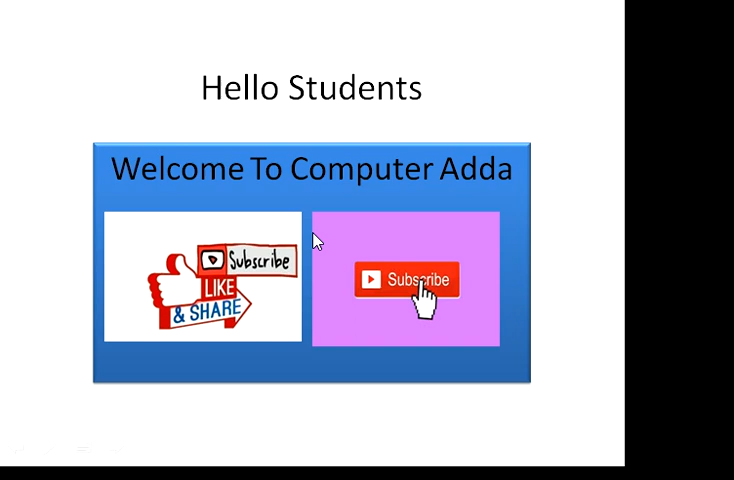 Hello Students
Welcome To Computer Adda
Subscribe
LIKE
& SHARE
Subscribe